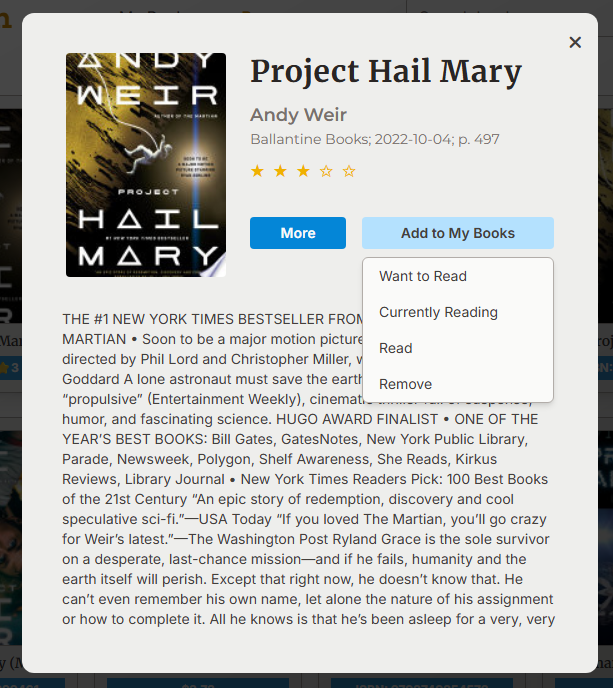 ANDY
WEIR
AUTHOR OF THE MARTIAN
SOON TO BE
A MAJOR MOTION
PICTURE STARRING
RYAN GOSLING
PROJECT
HAIL
#1 NEW YORK TIMES BESTSELLER
MARY
Project Hail Mary
Andy Weir
Ballantine Books; 2022-10-04; p. 497
More
Add to My Books
Want to Read
Currently Reading
Read
Remove
THE #1 NEW YORK TIMES BESTSELLER FROM
MARTIAN • Soon to be a major motion picture
directed by Phil Lord and Christopher Miller,
Goddard A lone astronaut must save the earth
“propulsive” (Entertainment Weekly), cinematic
humor, and fascinating science. HUGO AWARD FINALIST • ONE OF THE
YEAR’S BEST BOOKS: Bill Gates, GatesNotes, New York Public Library,
Parade, Newsweek, Polygon, Shelf Awareness, She Reads, Kirkus
Reviews, Library Journal • New York Times Readers Pick: 100 Best Books
of the 21st Century “An epic story of redemption, discovery and cool
speculative sci-fi.”—USA Today “If you loved The Martian, you’ll go crazy
for Weir’s latest.”—The Washington Post Ryland Grace is the sole survivor
on a desperate, last-chance mission—and if he fails, humanity and the
earth itself will perish. Except that right now, he doesn’t know that. He
can’t even remember his own name, let alone the nature of his assignment
or how to complete it. All he knows is that he’s been asleep for a very, very